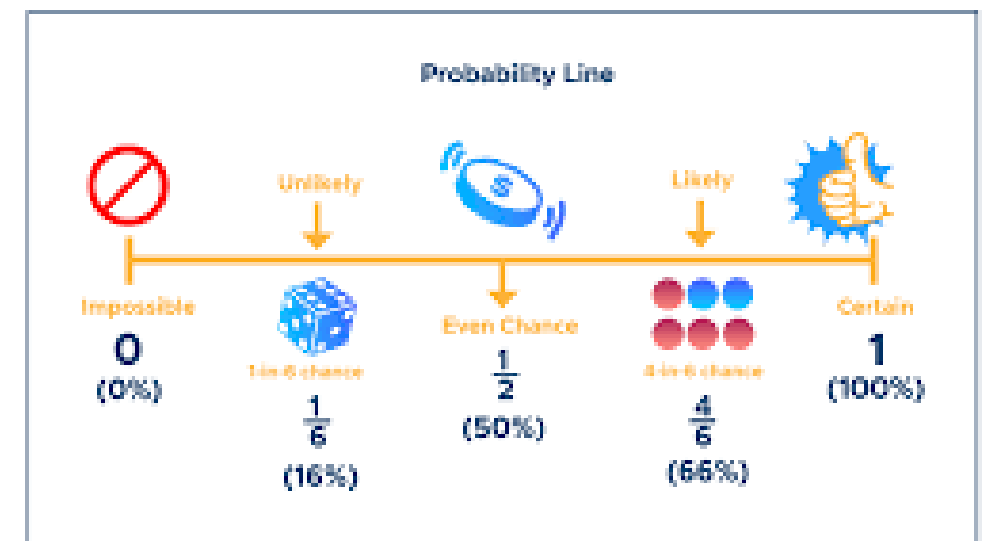 Probability Line
Unlikely
Likely
S
Impossible
0
(0%)
1-in-6 chance
1
6
(16%)
Even Chance
1
2
(50%)
4-in-6 chance
4
6
(66%)
Certain
1
(100%)